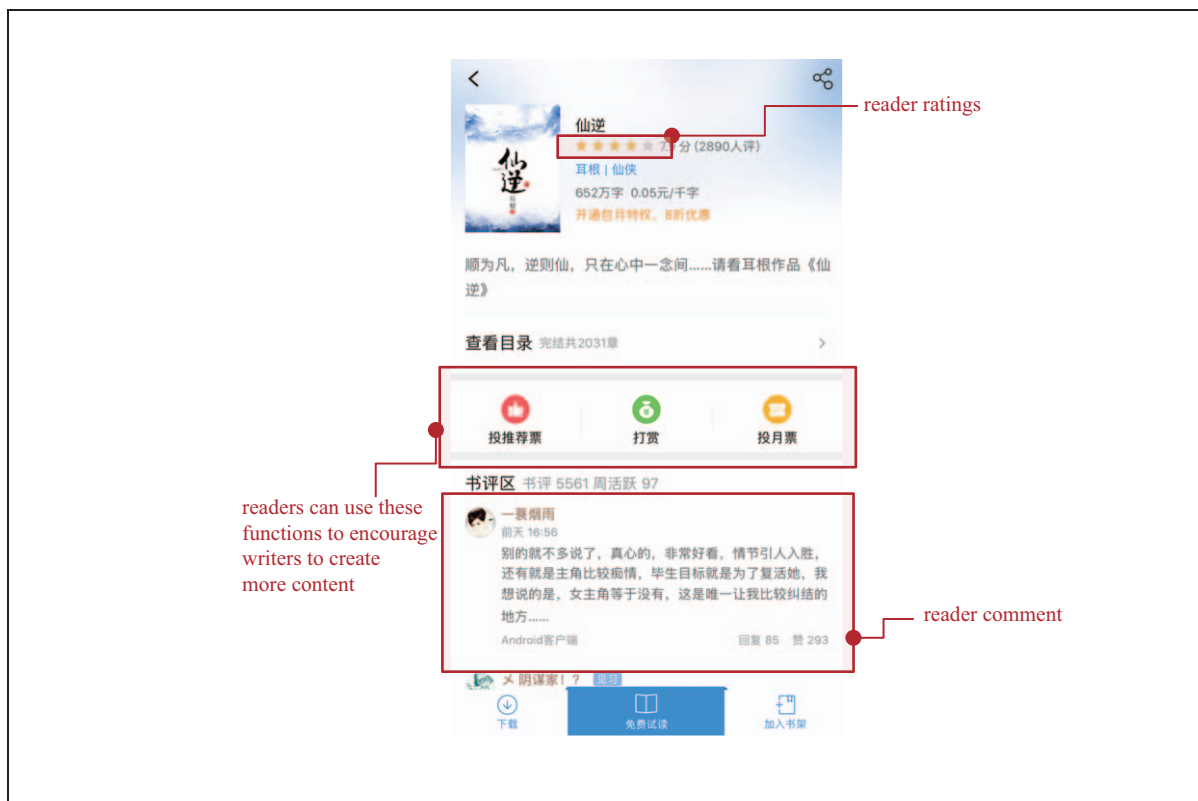 reader ratings
仙逆
分 (2890人评)
仙逆
耳根 | 仙侠
652万字 0.05元/千字
开通包月特权，8折优惠
顺为凡，逆则仙，只在心中一念间……请看耳根作品《仙
逆》
查看目录 完结共2031章
投推荐票 打赏 投月票
书评区 书评 5561 周活跃 97
readers can use these
functions to encourage
writers to create
more content
一蓑烟雨
前天 16:56
别的就不多说了，真心的，非常好看，情节引人入胜，
还有就是主角比较痴情，毕生目标就是为了复活她，我
想说的是，女主角等于没有，这是唯一让我比较纠结的
地方……
Android客户端 回复 85 赞 293
reader comment
乄 阴谋家！？ 见习
下载 免费试读 加入书架